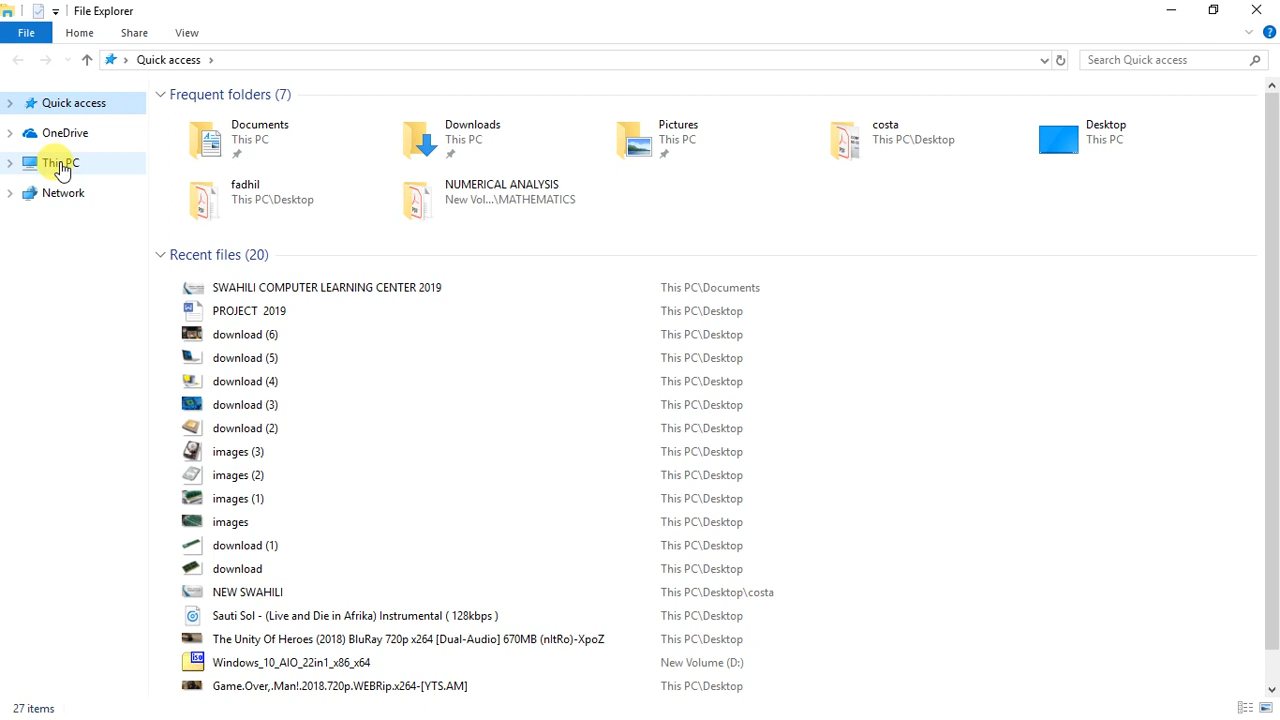 File Explorer
File Home Share View
Quick access
Search Quick access
Quick access
OneDrive
This PC
Network
Frequent folders (7)
Documents
This PC
Downloads
This PC
Pictures
This PC
costa
This PC\Desktop
Desktop
This PC
fadhil
This PC\Desktop
NUMERICAL ANALYSIS
New Vol...\MATHEMATICS
Recent files (20)
SWAHILI COMPUTER LEARNING CENTER 2019 This PC\Documents
PROJECT 2019 This PC\Desktop
download (6) This PC\Desktop
download (5) This PC\Desktop
download (4) This PC\Desktop
download (3) This PC\Desktop
download (2) This PC\Desktop
images (3) This PC\Desktop
images (2) This PC\Desktop
images (1) This PC\Desktop
images This PC\Desktop
download (1) This PC\Desktop
download This PC\Desktop
NEW SWAHILI This PC\Desktop\costa
Sauti Sol - (Live and Die in Afrika) Instrumental ( 128kbps ) This PC\Desktop
The Unity Of Heroes (2018) BluRay 720p x264 [Dual-Audio] 670MB (nltRo)-XpoZ This PC\Desktop
Windows_10_AIO_22in1_x86_x64 New Volume (D:)
Game.Over,.Man!.2018.720p.WEBRip.x264-[YTS.AM] This PC\Desktop
27 items